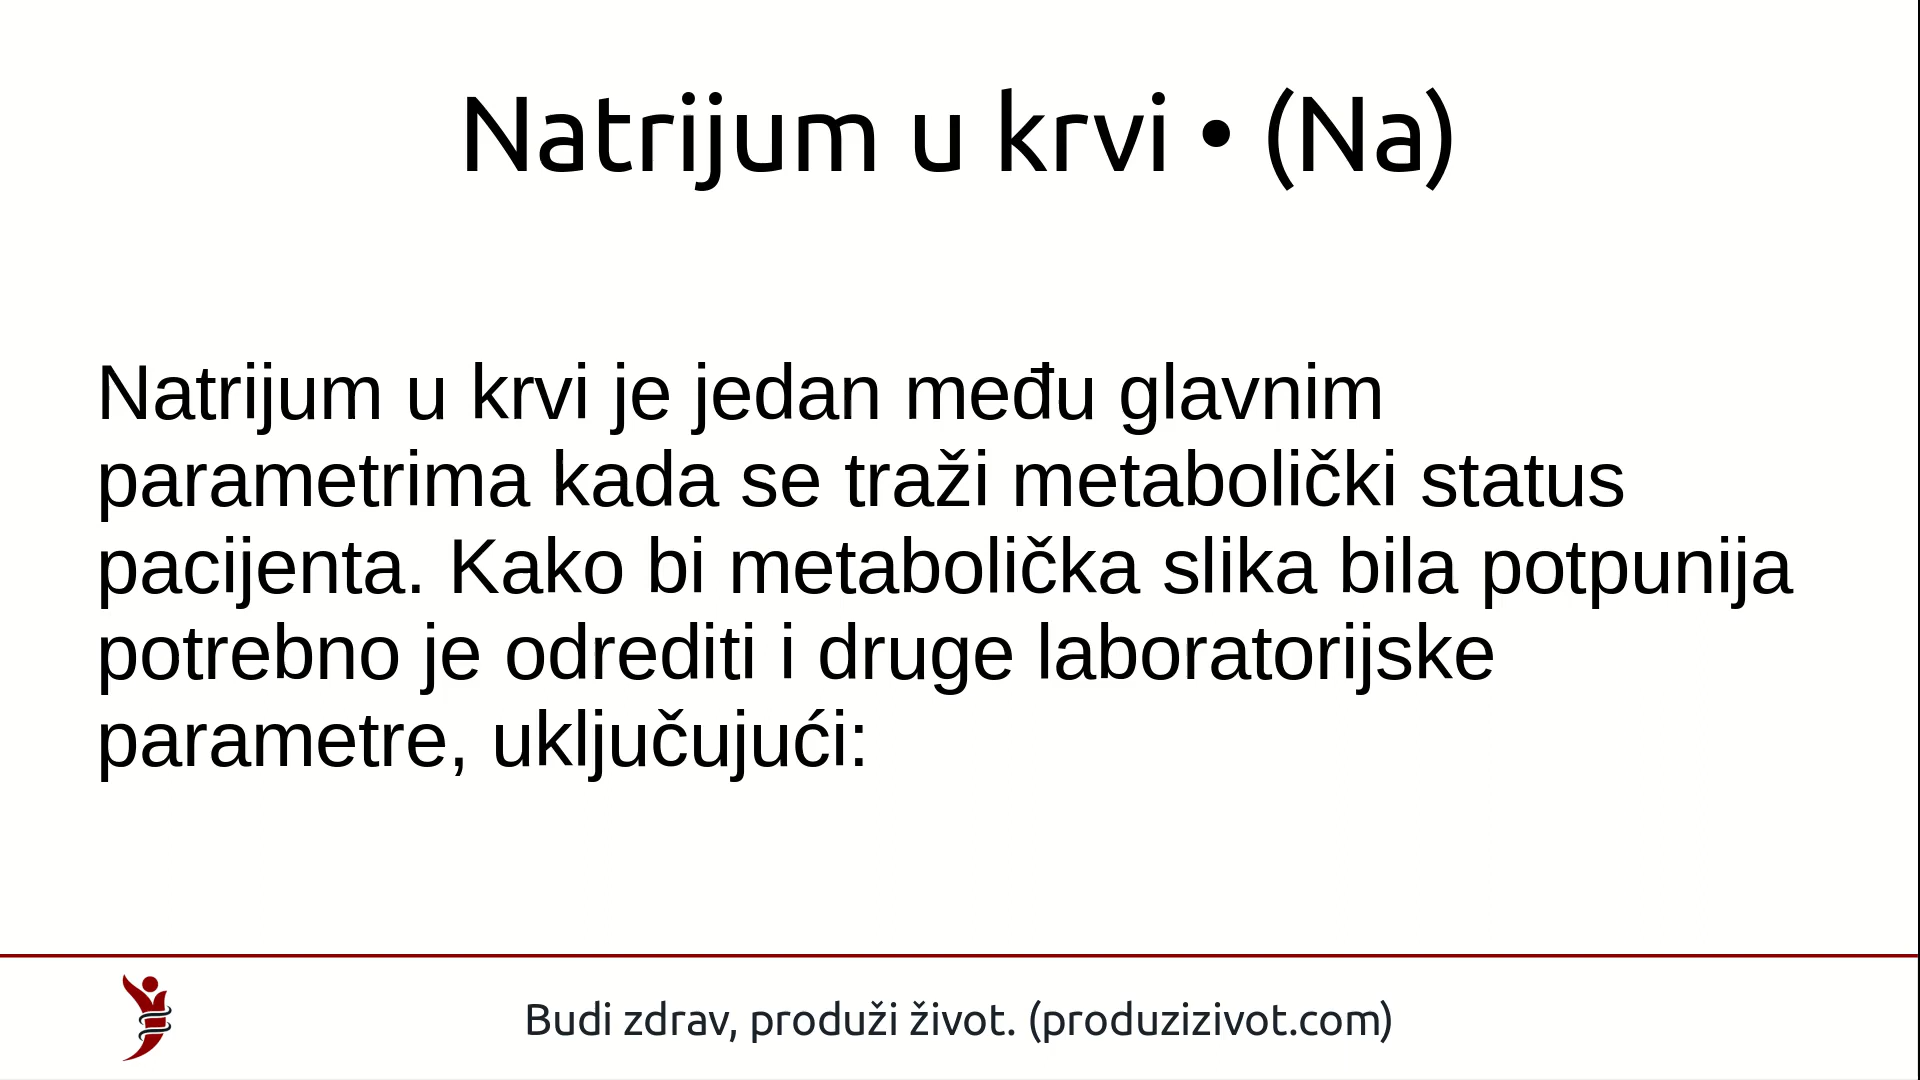 Natrijum u krvi • (Na)
Natrijum u krvi je jedan među glavnim
parametrima kada se traži metabolički status
pacijenta. Kako bi metabolička slika bila potpunija
potrebno je odrediti i druge laboratorijske
parametre, uključujući:
Budi zdrav, produži život. (produzizivot.com)